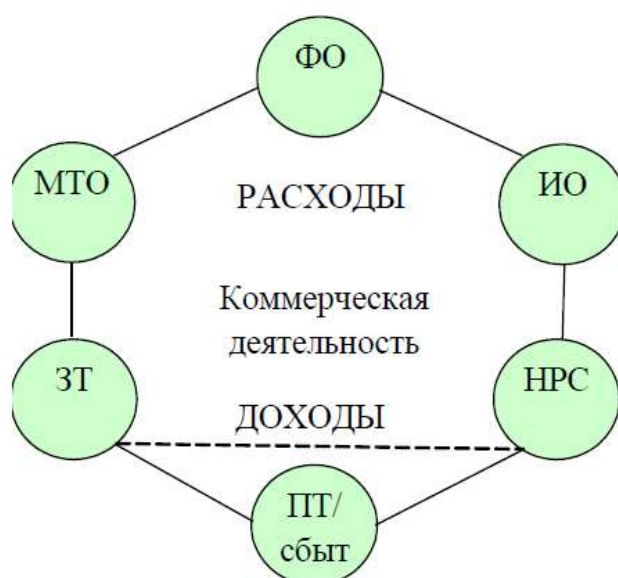 ФО
МТО
РАСХОДЫ
ИО
Коммерческая
деятельность
ЗТ
НРС
ДОХОДЫ
ПТ/
сбыт